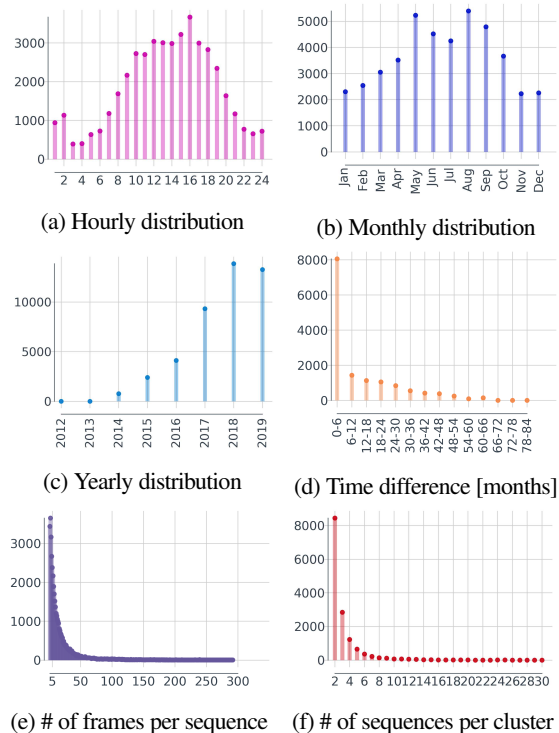 3000
2000
1000
0
2 4 6 8 10 12 14 16 18 20 22 24
(a) Hourly distribution
5000
4000
3000
2000
1000
0
Jan Feb Mar Apr May Jun Jul Aug Sep Oct Nov Dec
(b) Monthly distribution
10000
5000
0
2012 2013 2014 2015 2016 2017 2018 2019
(c) Yearly distribution
8000
6000
4000
2000
0
0-6 6-12 12-18 18-24 24-30 30-36 36-42 42-48 48-54 54-60 60-66 66-72 72-78 78-84
(d) Time difference [months]
3000
2000
1000
0
5 50 100 150 200 250 300
(e) # of frames per sequence
8000
6000
4000
2000
0
2 4 6 8 10 12 14 16 18 20 22 24 26 28 30
(f) # of sequences per cluster